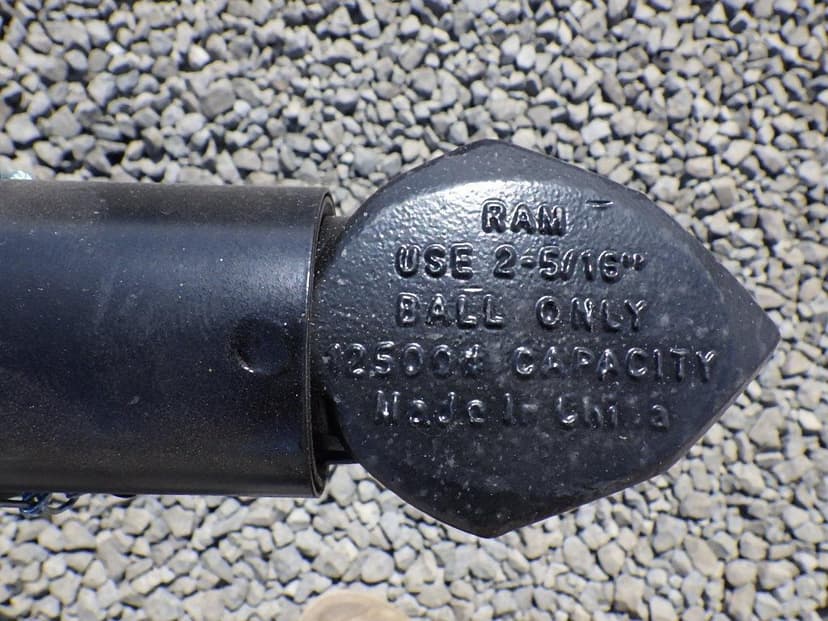 RAM
USE 2-5/16"
BALL ONLY
12500# CAPACITY
Made In China